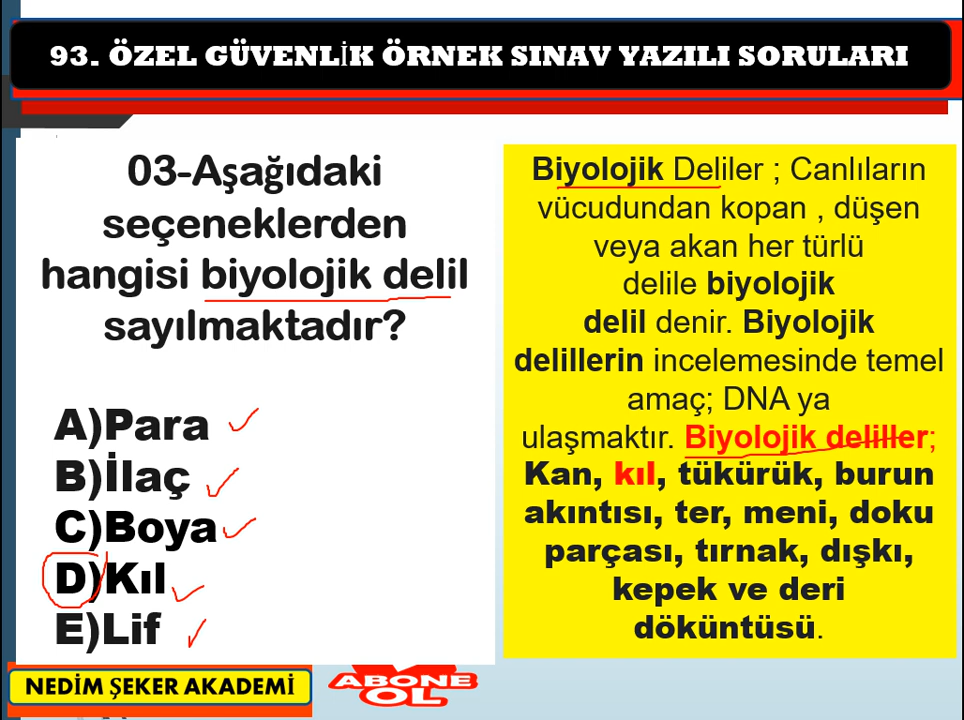 93. ÖZEL GÜVENLİK ÖRNEK SINAV YAZILI SORULARI
03-Aşağıdaki
seçeneklerden
hangisi biyolojik delil
sayılmaktadır?
A)Para
B)İlaç
C)Boya
D)Kıl
E)Lif
Biyolojik Deliler ; Canlıların
vücudundan kopan , düşen
veya akan her türlü
delile biyolojik
delil denir. Biyolojik
delillerin incelemesinde temel
amaç; DNA ya
ulaşmaktır. Biyolojik deliller;
Kan, kıl, tükürük, burun
akıntısı, ter, meni, doku
parçası, tırnak, dışkı,
kepek ve deri
döküntüsü.
NEDİM ŞEKER AKADEMİ
ABONE
OL